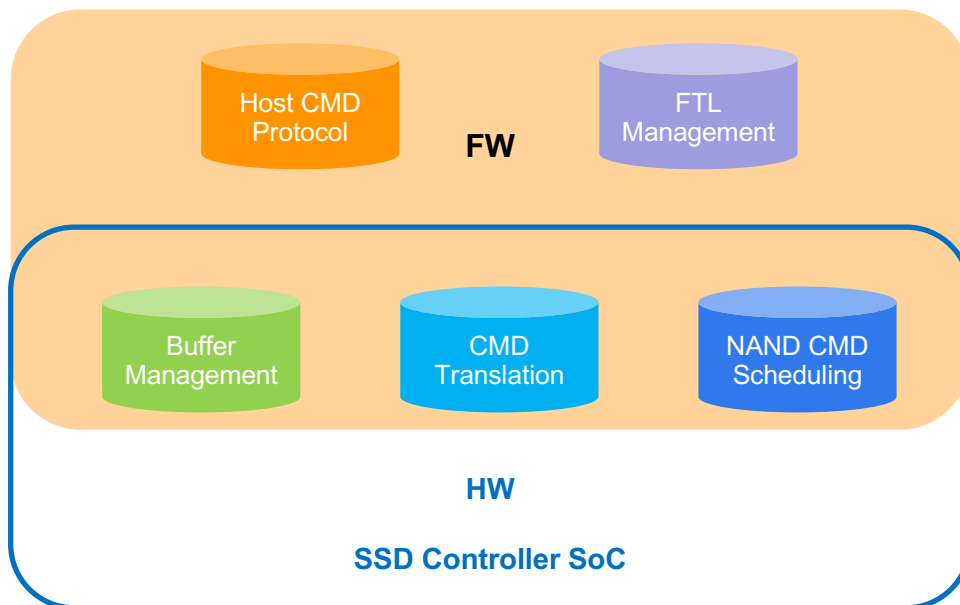 Host CMD
Protocol
FTL
Management
FW
Buffer
Management
CMD
Translation
NAND CMD
Scheduling
HW
SSD Controller SoC